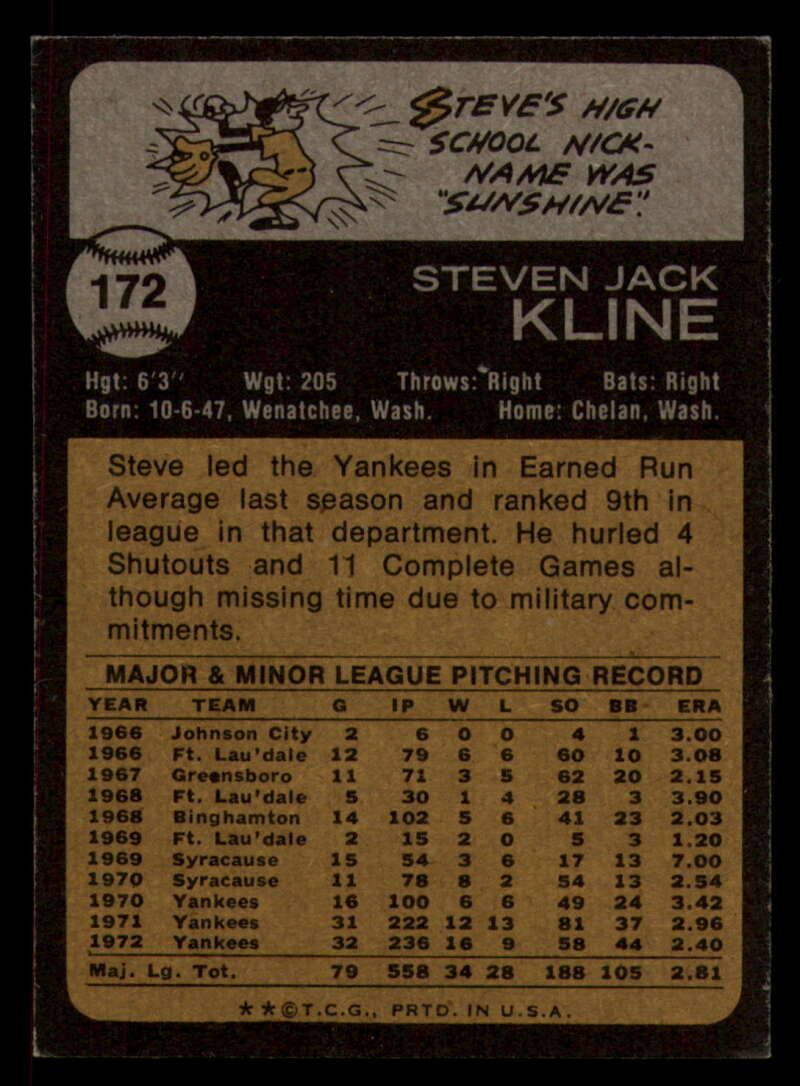 STEVE'S HIGH
SCHOOL NICK-
NAME WAS
"SUNSHINE".
172
STEVEN JACK
KLINE
Hgt: 6'3" Wgt: 205 Throws: Right Bats: Right
Born: 10-6-47, Wenatchee, Wash. Home: Chelan, Wash.
Steve led the Yankees in Earned Run
Average last season and ranked 9th in
league in that department. He hurled 4
Shutouts and 11 Complete Games al-
though missing time due to military com-
mitments.
MAJOR & MINOR LEAGUE PITCHING RECORD
YEAR TEAM G IP W L SO BB ERA
1966 Johnson City 2 6 0 0 4 1 3.00
1966 Ft. Lau'dale 12 79 6 6 60 10 3.08
1967 Greensboro 11 71 3 5 62 20 2.15
1968 Ft. Lau'dale 5 30 1 4 28 3 3.90
1968 Binghamton 14 102 5 6 41 23 2.03
1969 Ft. Lau'dale 2 15 2 0 5 3 1.20
1969 Syracause 15 54 3 6 17 13 7.00
1970 Syracause 11 78 8 2 54 13 2.54
1970 Yankees 16 100 6 6 49 24 3.42
1971 Yankees 31 222 12 13 81 37 2.96
1972 Yankees 32 236 16 9 58 44 2.40
Maj. Lg. Tot. 79 558 34 28 188 105 2.81
**©T.C.G., PRTD. IN U.S.A.